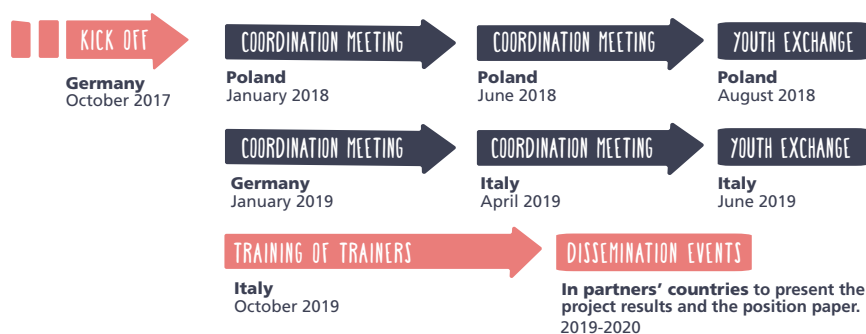 KICK OFF
Germany
October 2017
COORDINATION MEETING
Poland
January 2018
COORDINATION MEETING
Poland
June 2018
YOUTH EXCHANGE
Poland
August 2018
COORDINATION MEETING
Germany
January 2019
COORDINATION MEETING
Italy
April 2019
YOUTH EXCHANGE
Italy
June 2019
TRAINING OF TRAINERS
Italy
October 2019
DISSEMINATION EVENTS
In partners’ countries to present the
project results and the position paper.
2019-2020